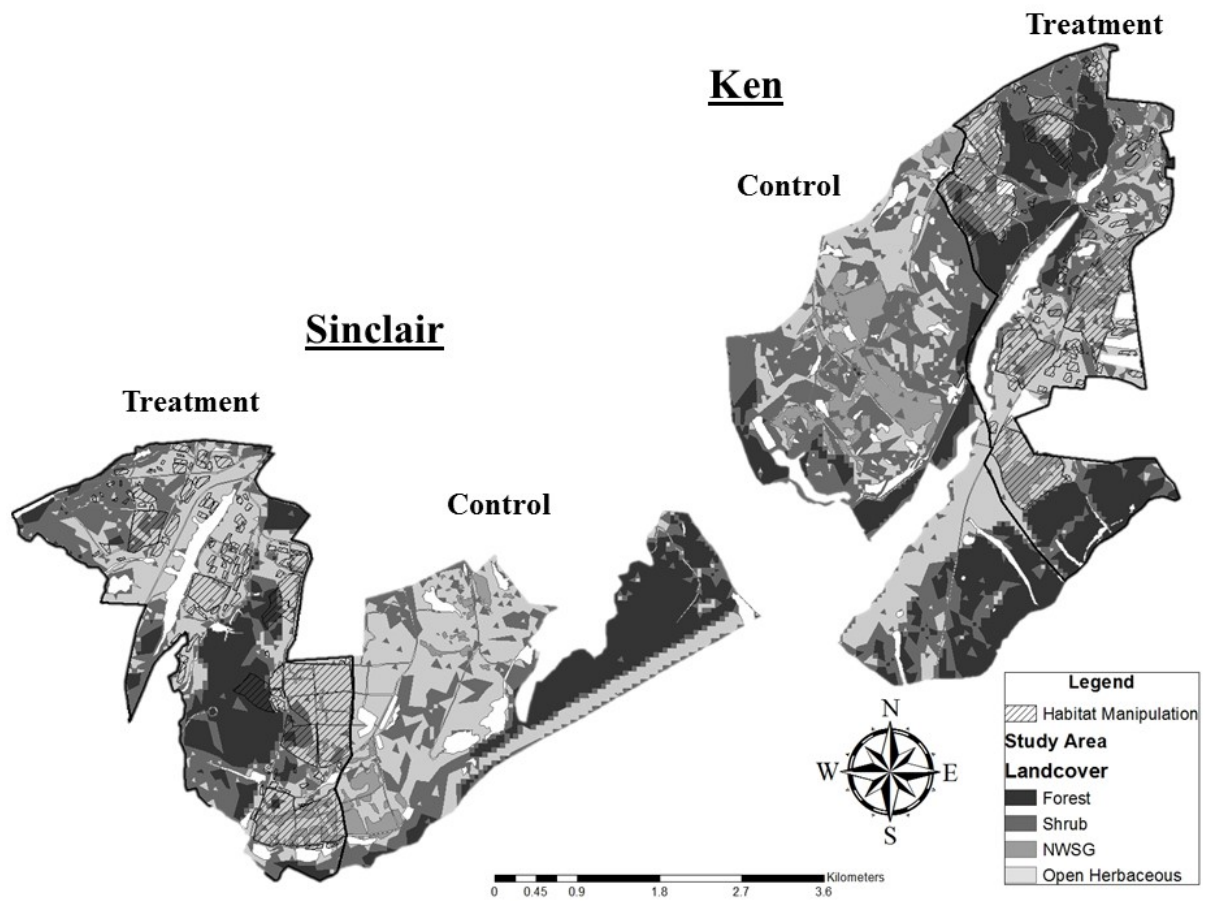 Treatment
Ken
Control
Sinclair
Treatment
Control
N
W E
S
Legend
Habitat Manipulation
Study Area
Landcover
Forest
Shrub
NWSG
Open Herbaceous
Kilometers
0 0.45 0.9 1.8 2.7 3.6